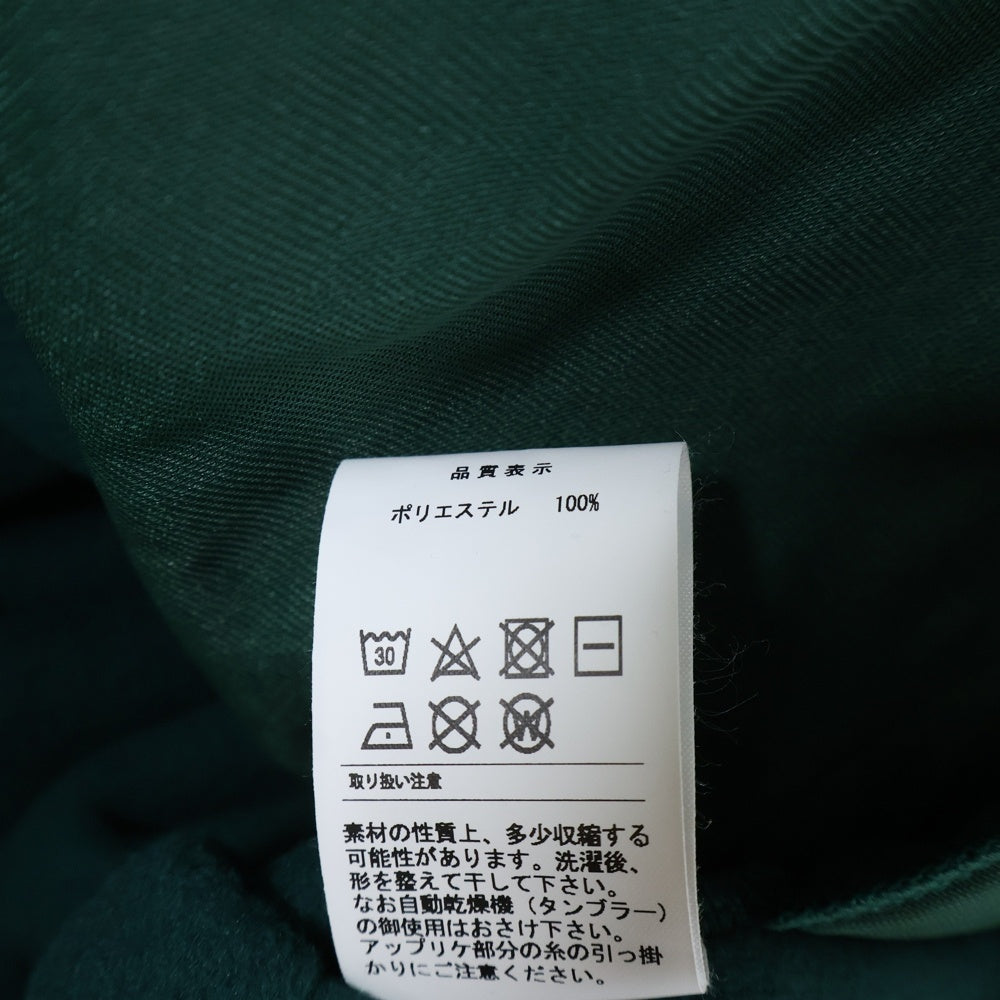 品質表示
ポリエステル 100%
30
W
取り扱い注意
素材の性質上、多少収縮する
可能性があります。洗濯後、
形を整えて干して下さい。
なお自動乾燥機（タンブラー）
の御使用はおさけ下さい。
アップリケ部分の糸の引っ掛
かりにご注意ください。